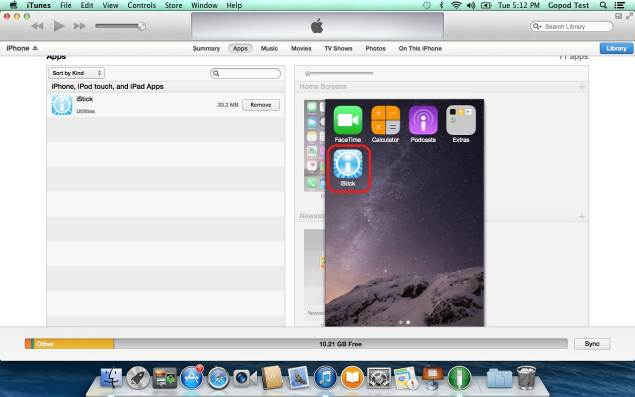 iTunes File Edit View Controls Store Window Help Tue 5:12 PM Gopod Test
Search Library
iPhone Summary Apps Music Movies TV Shows Photos On This iPhone Library
Apps 11 apps
Sort by Kind
iPhone, iPod touch, and iPad Apps Home Screens
iStick
Utilities
33.2 MB Remove
FaceTime Calculator Podcasts Extras
iStick
Newsst
Other 10.21 GB Free Sync